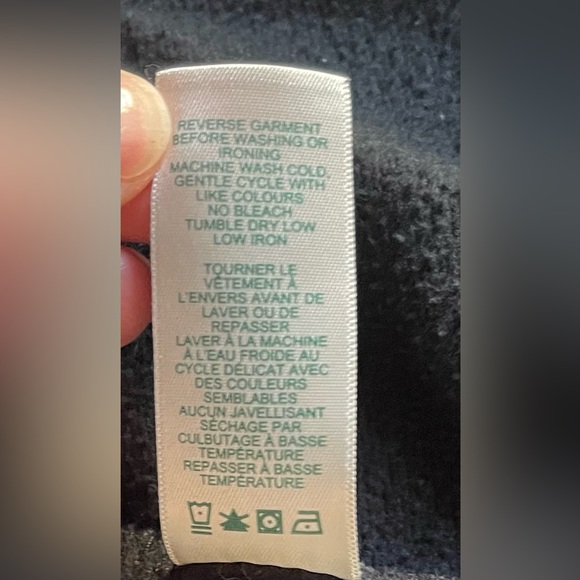 REVERSE GARMENT
BEFORE WASHING OR
IRONING
MACHINE WASH COLD,
GENTLE CYCLE WITH
LIKE COLOURS
NO BLEACH
TUMBLE DRY LOW
LOW IRON
TOURNER LE
VÊTEMENT À
L'ENVERS AVANT DE
LAVER OU DE
REPASSER
LAVER À LA MACHINE
À L'EAU FROIDE AU
CYCLE DÉLICAT AVEC
DES COULEURS
SEMBLABLES
AUCUN JAVELLISANT
SÉCHAGE PAR
CULBUTAGE À BASSE
TEMPÉRATURE
REPASSER À BASSE
TEMPÉRATURE